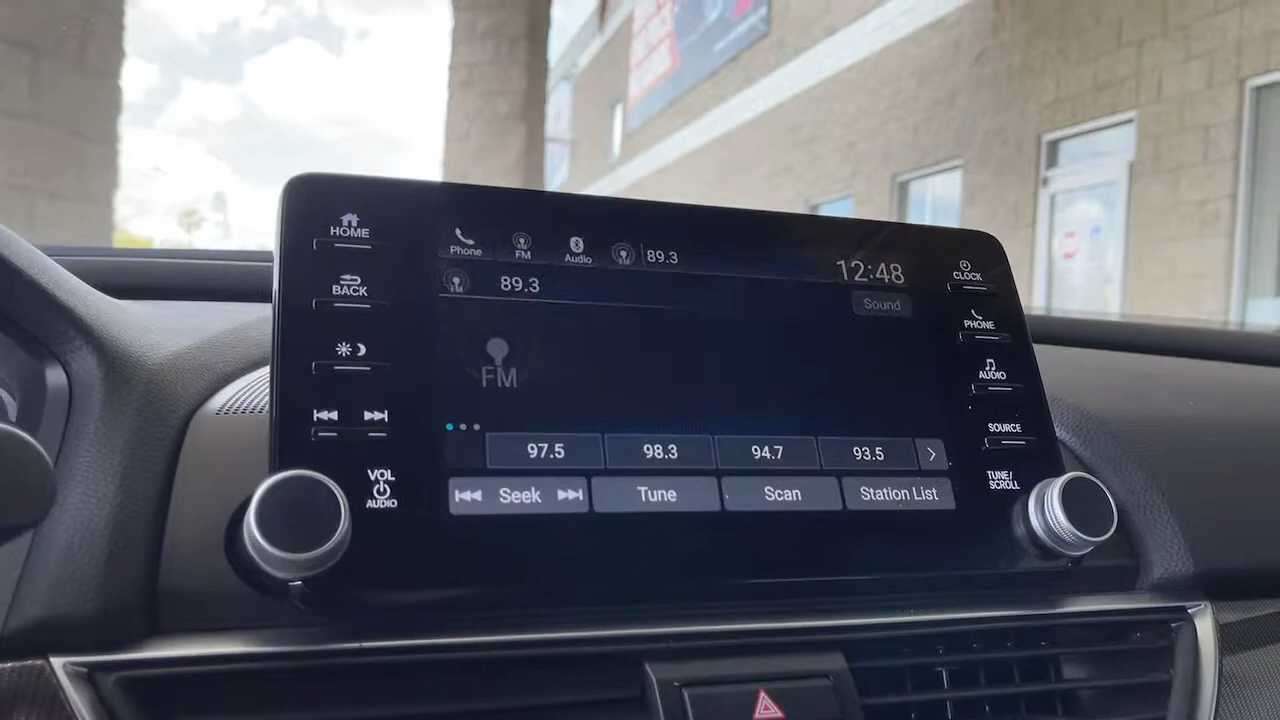 HOME
BACK
VOL
AUDIO
Phone
FM
Audio
89.3
12:48
FM
89.3
Sound
FM
97.5
98.3
94.7
93.5
Seek
Tune
Scan
Station List
CLOCK
PHONE
AUDIO
SOURCE
TUNE/
SCROLL